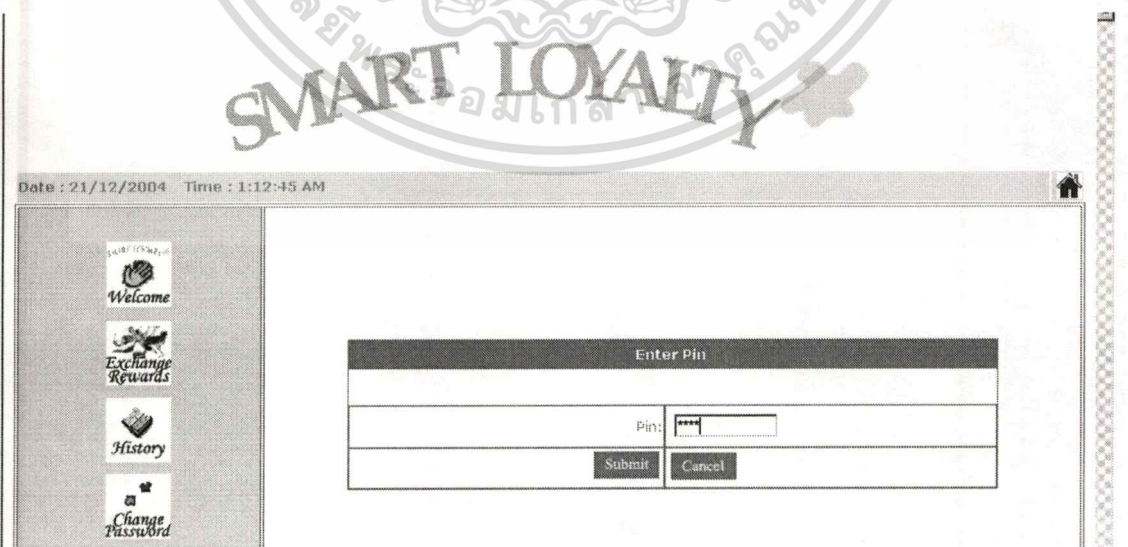 SMART LOYALTY
Date : 21/12/2004 Time : 1:12:45 AM
Welcome
Exchange
Rewards
History
Change
Password
Enter Pin
Pin: ****
Submit Cancel